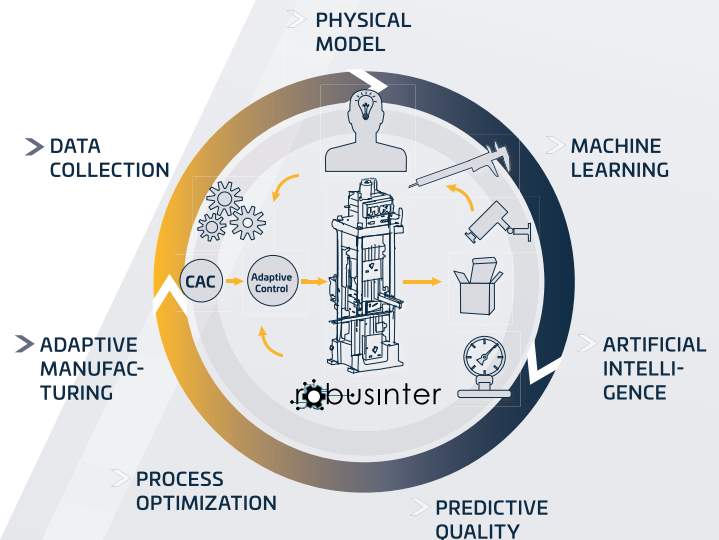 PHYSICAL
MODEL
DATA
COLLECTION
MACHINE
LEARNING
CAC
Adaptive
Control
ADAPTIVE
MANUFAC-
TURING
ARTIFICIAL
INTELLI-
GENCE
robusinter
PROCESS
OPTIMIZATION
PREDICTIVE
QUALITY